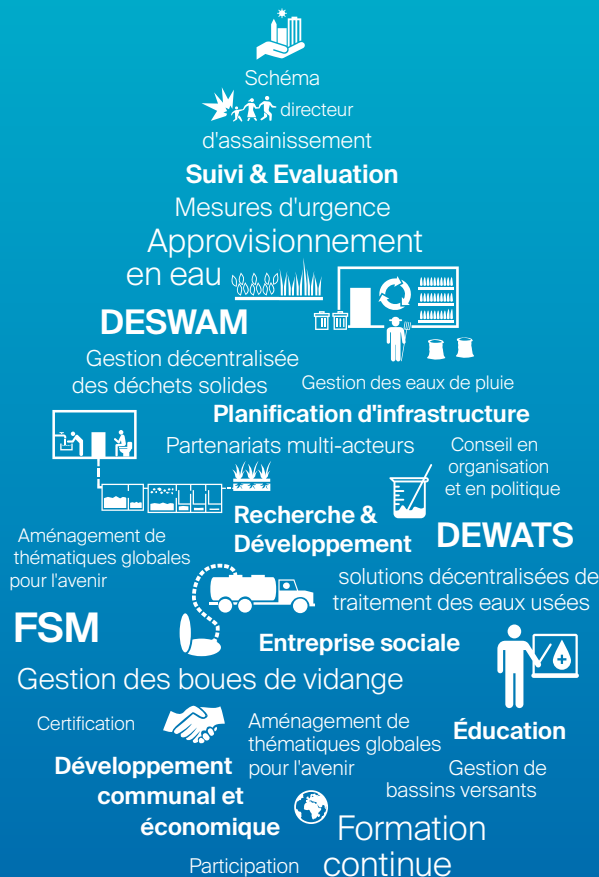 Schéma
directeur
d'assainissement
Suivi & Evaluation
Mesures d'urgence
Approvisionnement
en eau
DESWAM
Gestion décentralisée
des déchets solides
Gestion des eaux de pluie
Planification d'infrastructure
Partenariats multi-acteurs
Conseil en
organisation
et en politique
Recherche &
Développement
DEWATS
Aménagement de
thématiques globales
pour l'avenir
solutions décentralisées de
traitement des eaux usées
FSM
Entreprise sociale
Gestion des boues de vidange
Certification
Aménagement de
thématiques globales
pour l'avenir
Éducation
Développement
communal et
économique
Gestion de
bassins versants
Formation
continue
Participation